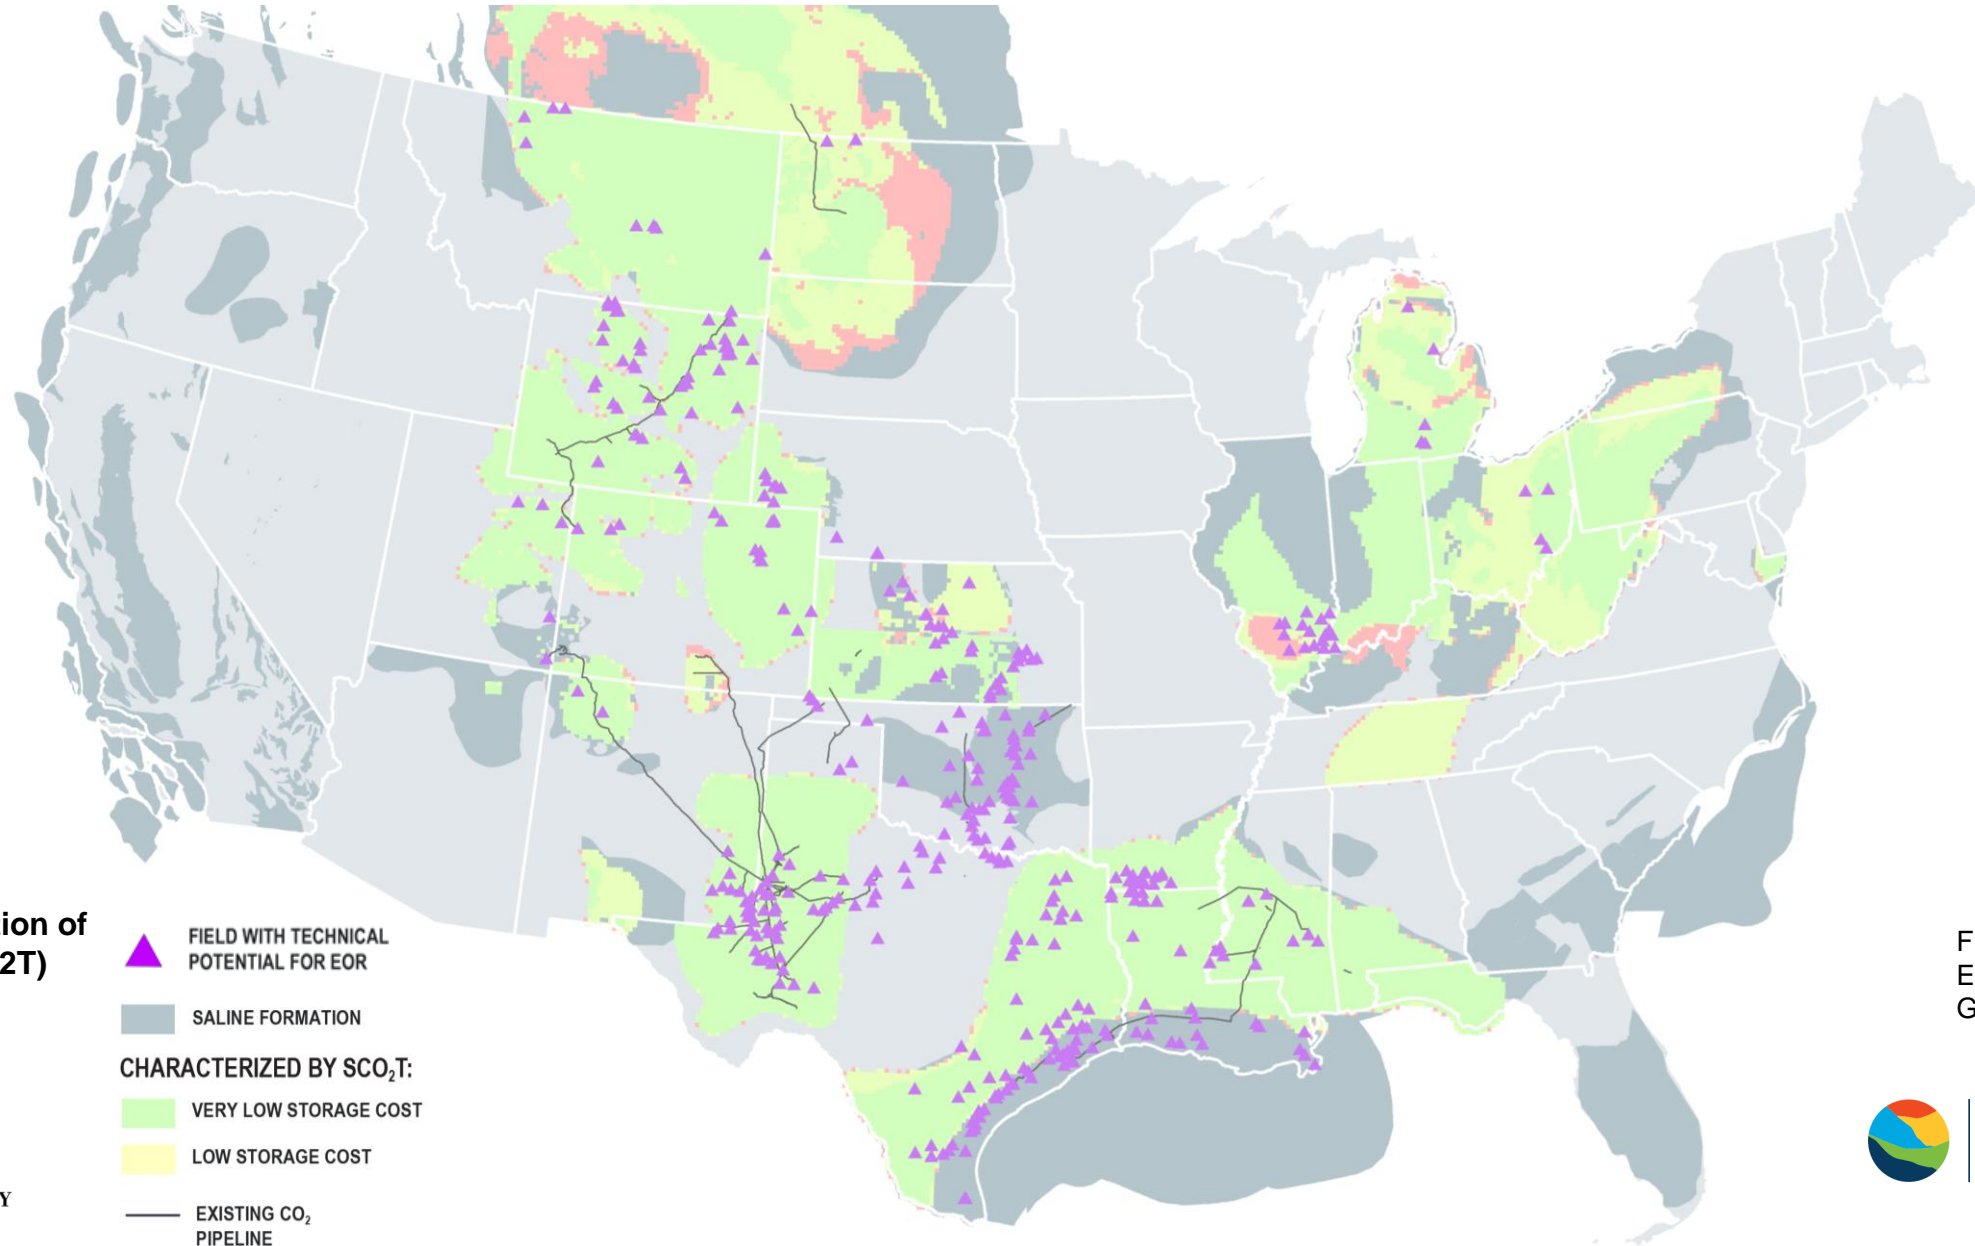 ion of
2T)
FIELD WITH TECHNICAL
POTENTIAL FOR EOR
SALINE FORMATION
CHARACTERIZED BY SCO₂T:
VERY LOW STORAGE COST
LOW STORAGE COST
EXISTING CO₂
PIPELINE
Y
F
E
G